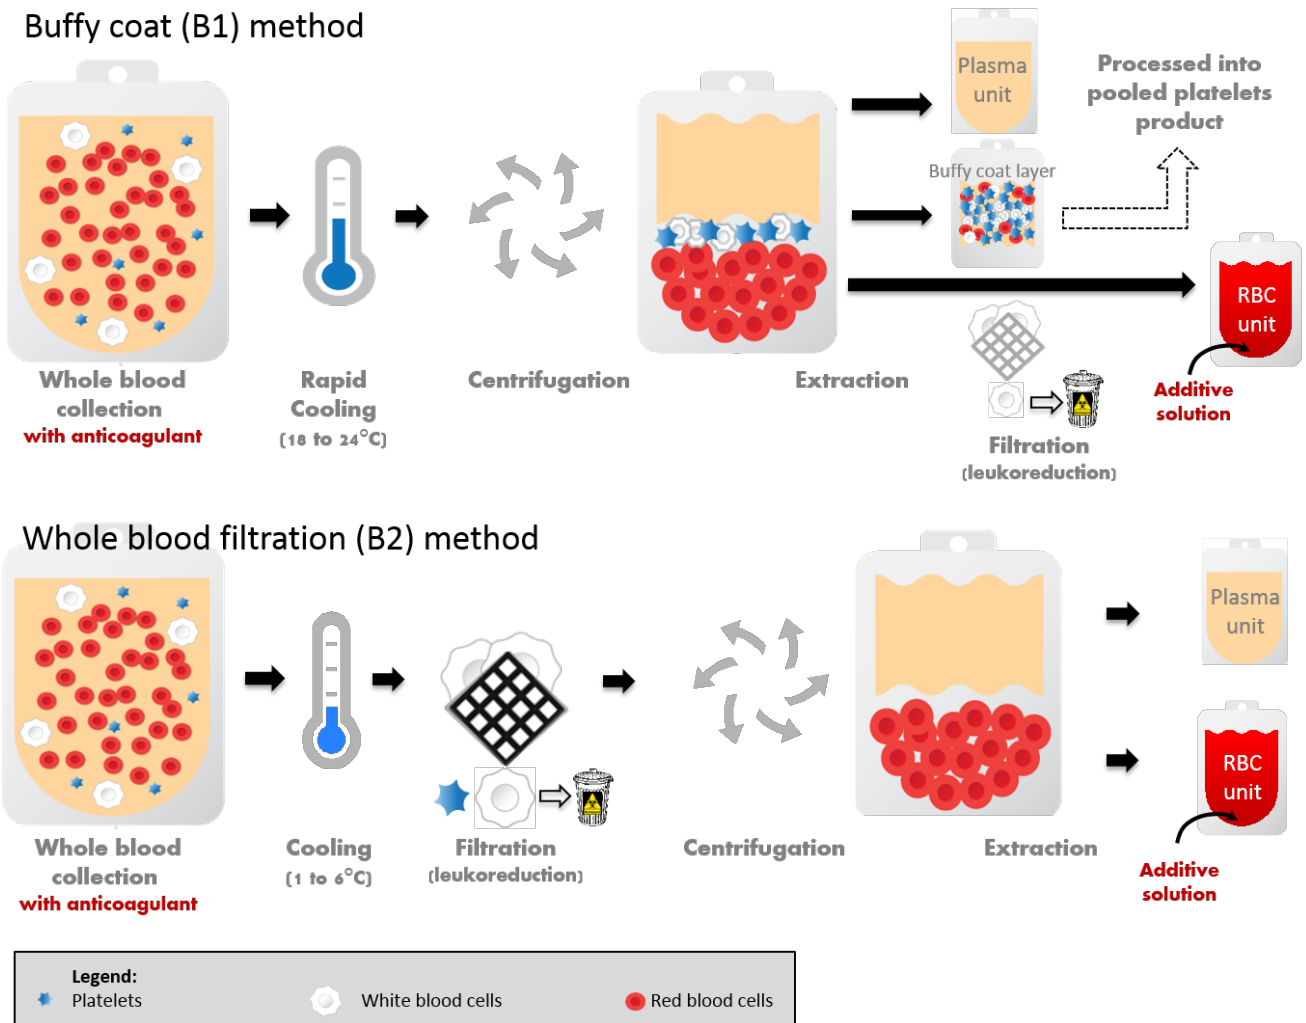 Buffy coat (B1) method
Plasma
unit
Processed into
pooled platelets
product
Buffy coat layer
RBC
unit
Whole blood
collection
with anticoagulant
Rapid
Cooling
(18 to 24°C)
Centrifugation
Extraction
Filtration
(leukoreduction)
Additive
solution
Whole blood filtration (B2) method
Plasma
unit
RBC
unit
Whole blood
collection
with anticoagulant
Cooling
(1 to 6°C)
Filtration
(leukoreduction)
Centrifugation
Extraction
Additive
solution
Legend:
Platelets
White blood cells
Red blood cells